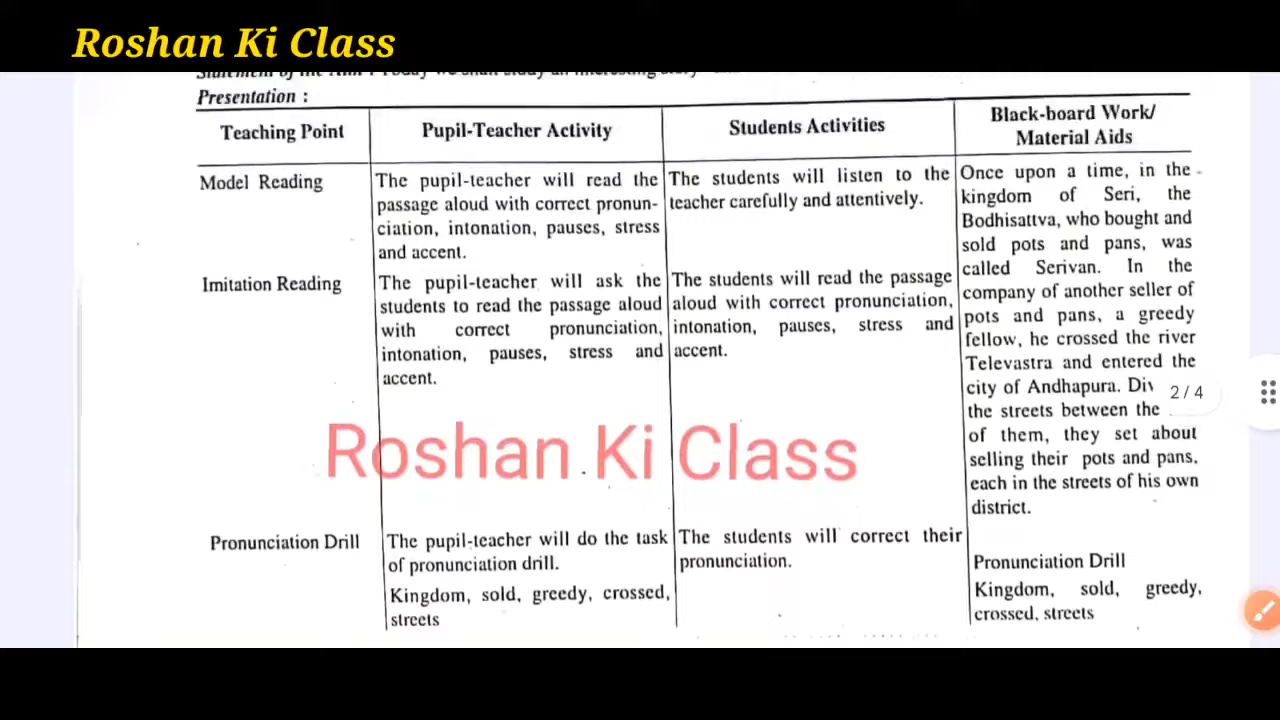 Roshan Ki Class
Presentation :
Teaching Point
Pupil-Teacher Activity
Students Activities
Black-board Work/
Material Aids
Model Reading
The pupil-teacher will read the
passage aloud with correct pronun-
ciation, intonation, pauses, stress
and accent.
The students will listen to the
teacher carefully and attentively.
Once upon a time, in the
kingdom of Seri, the
Bodhisattva, who bought and
sold pots and pans, was
called Serivan. In the
company of another seller of
pots and pans, a greedy
fellow, he crossed the river
Televastra and entered the
city of Andhapura. Div
the streets between the
of them, they set about
selling their pots and pans,
each in the streets of his own
district.
Imitation Reading
The pupil-teacher will ask the
students to read the passage aloud
with correct pronunciation,
intonation, pauses, stress and
accent.
The students will read the passage
aloud with correct pronunciation,
intonation, pauses, stress and
accent.
2/4
Roshan Ki Class
Pronunciation Drill
The pupil-teacher will do the task
of pronunciation drill.
Kingdom, sold, greedy, crossed,
streets
The students will correct their
pronunciation.
Pronunciation Drill
Kingdom, sold, greedy,
crossed, streets